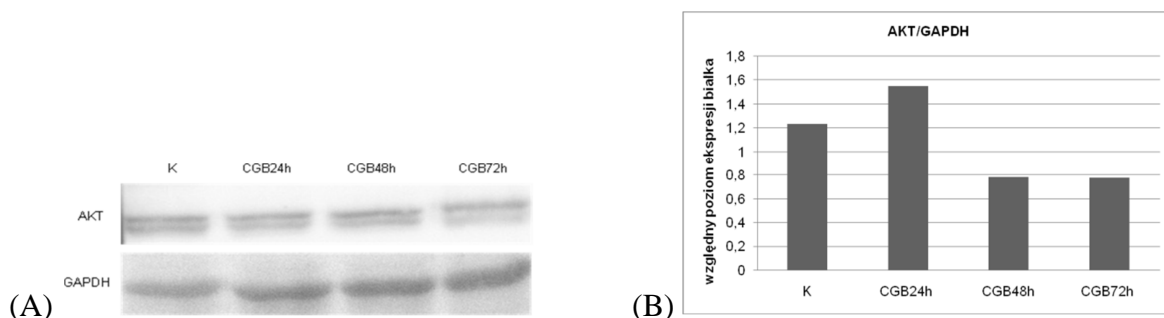 K CGB24h CGB48h CGB72h
AKT
GAPDH
(A)
AKT/GAPDH
względny poziom ekspresji białka
1,8
1,6
1,4
1,2
1
0,8
0,6
0,4
0,2
0
K CGB24h CGB48h CGB72h
(B)